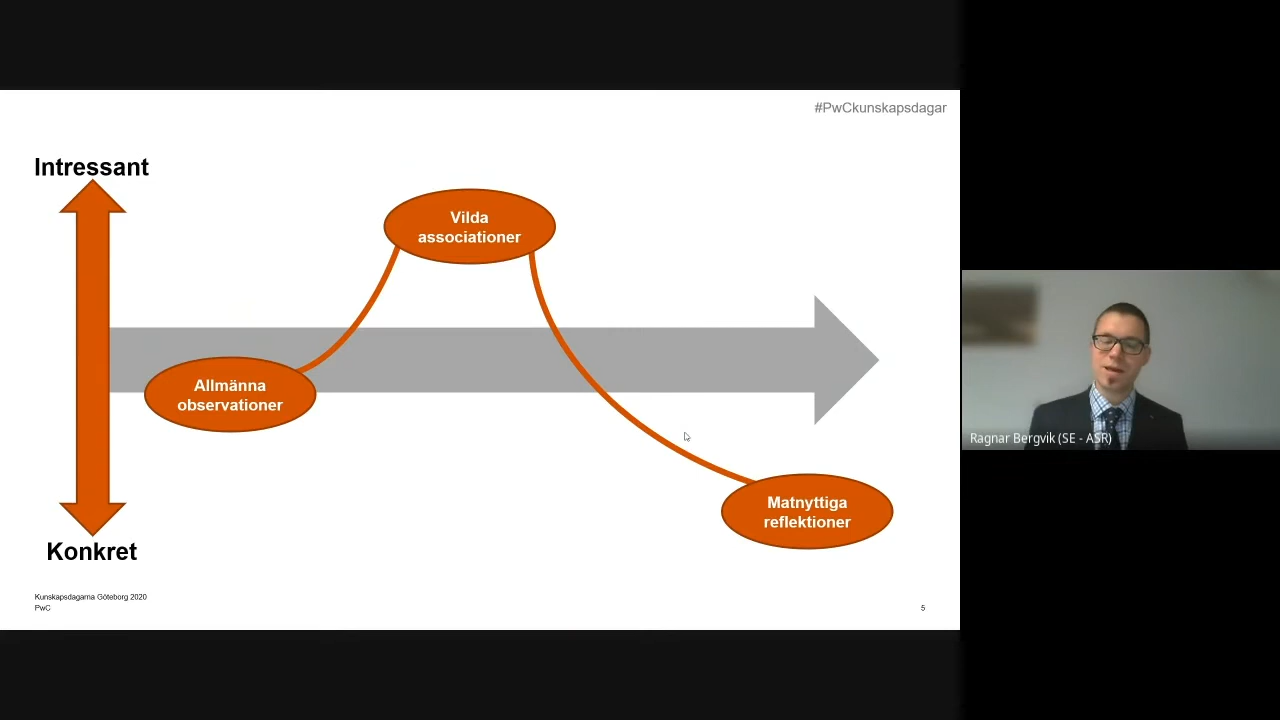 #PwCkunskapsdagar
Intressant
Vilda
associationer
Allmänna
observationer
Matnyttiga
reflektioner
Konkret
Kunskapsdagarna Göteborg 2020
PwC
5
Ragnar Bergvik (SE - ASR)